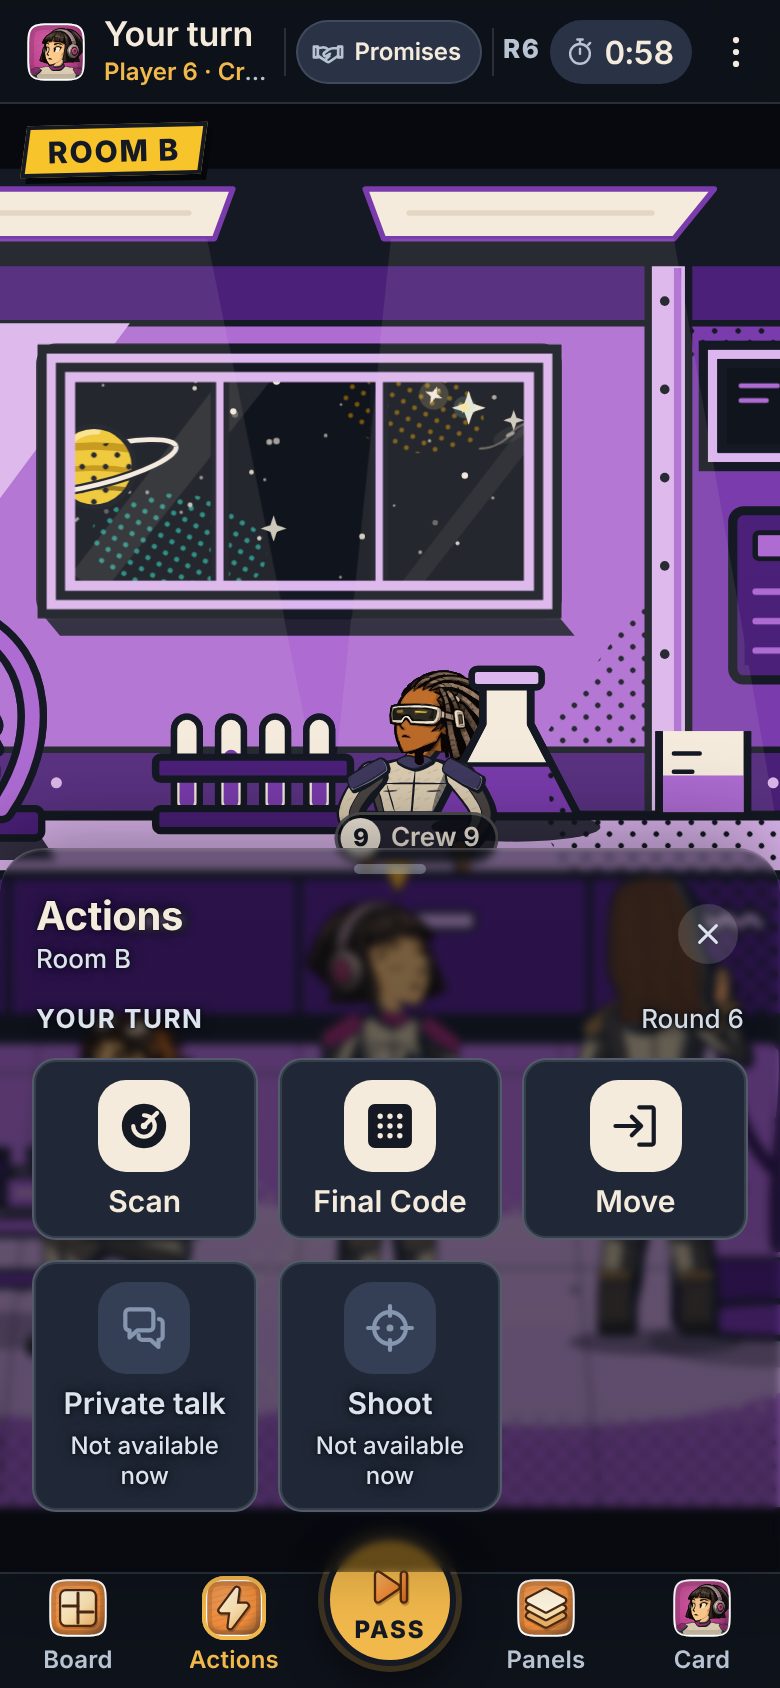 Your turn
Player 6 · Cr...
Promises
R6
0:58
ROOM B
9 Crew 9
Actions
Room B
YOUR TURN
Round 6
Scan
Final Code
Move
Private talk
Not available
now
Shoot
Not available
now
PASS
Board
Actions
Panels
Card